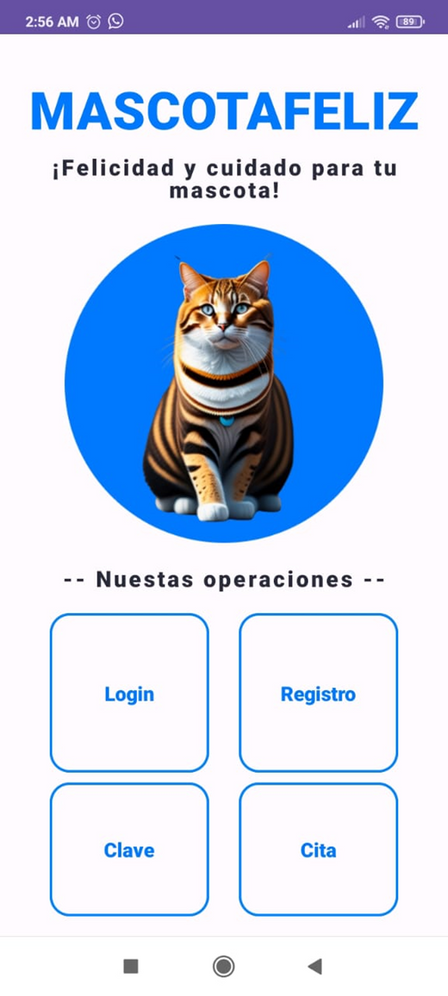 2:56 AM 89
MASCOTAFELIZ
¡Felicidad y cuidado para tu
mascota!
-- Nuestas operaciones --
Login Registro
Clave Cita